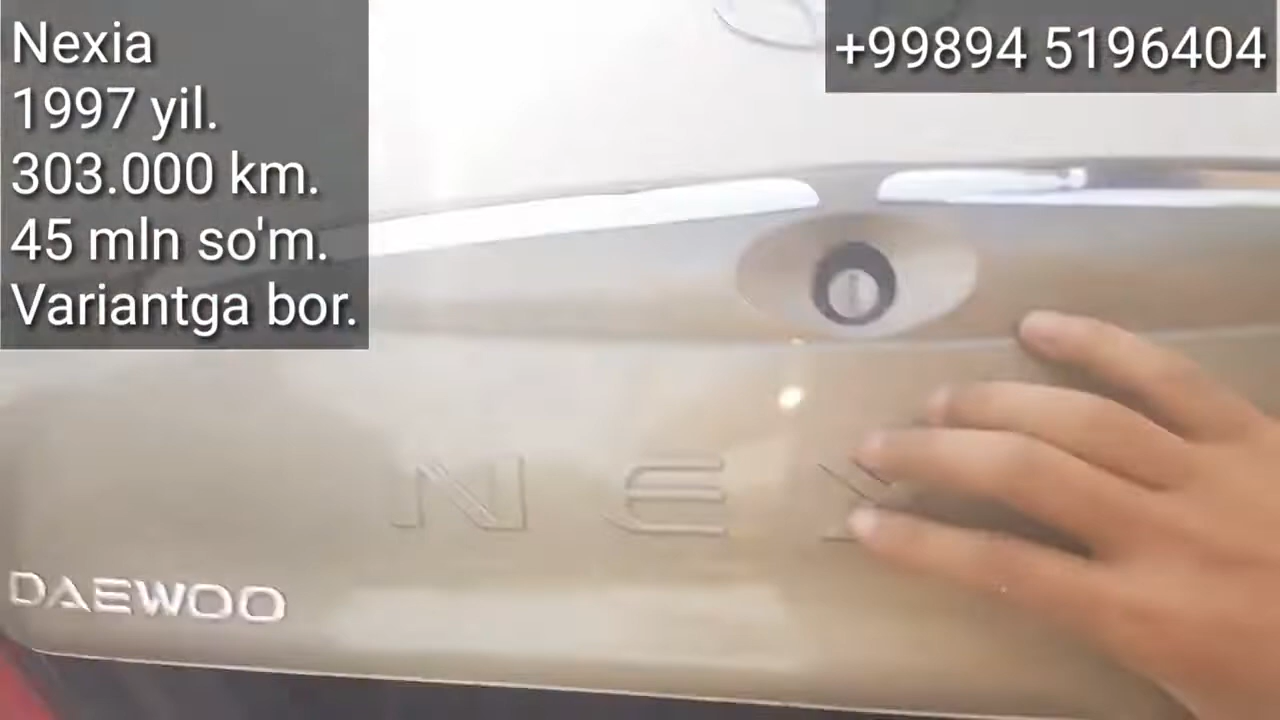 Nexia
1997 yil.
303.000 km.
45 mln so'm.
Variantga bor.
+99894 5196404
NEX
DAEWOO